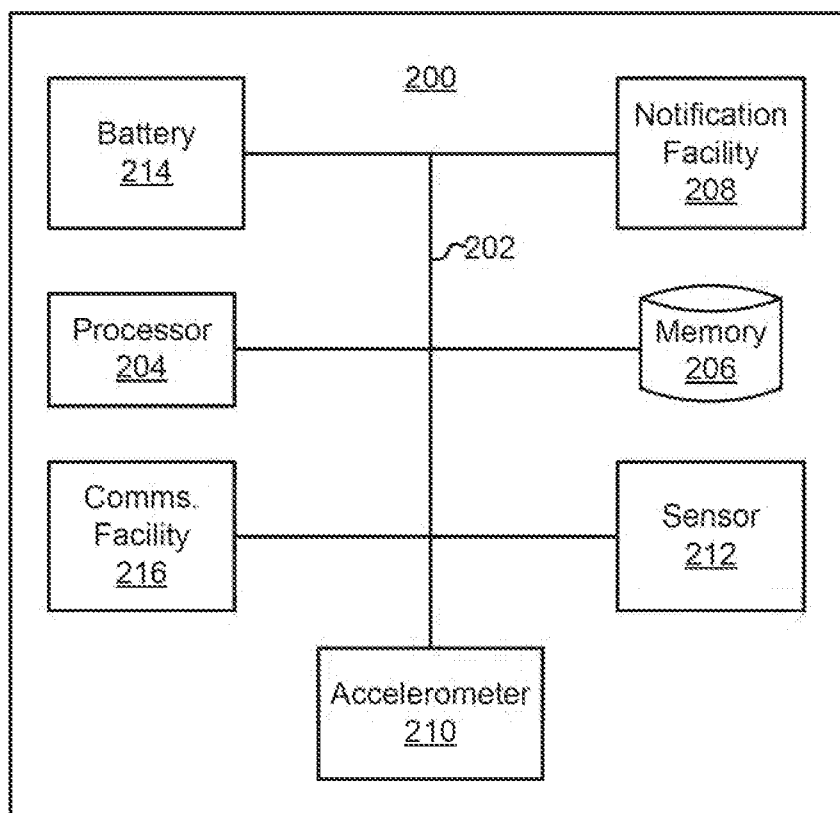 200
Battery
214
Notification
Facility
208
202
Processor
204
Memory
206
Comms.
Facility
216
Sensor
212
Accelerometer
210